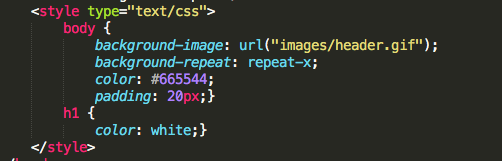 <style type="text/css">
body {
background-image: url("images/header.gif");
background-repeat: repeat-x;
color: #665544;
padding: 20px;}
h1 {
color: white;}
</style>